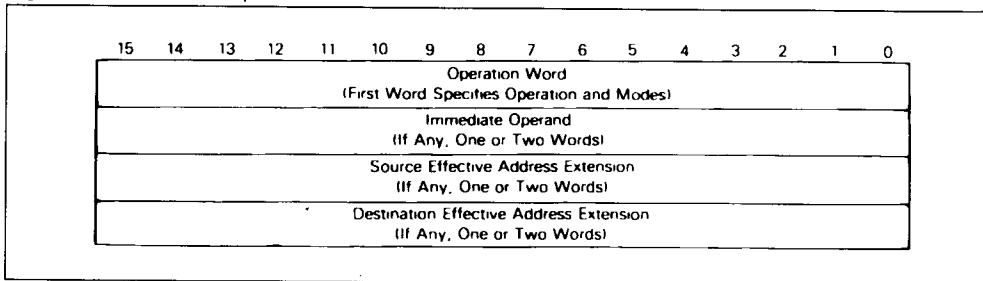 15 14 13 12 11 10 9 8 7 6 5 4 3 2 1 0
Operation Word
(First Word Specifies Operation and Modes)
Immediate Operand
(If Any, One or Two Words)
Source Effective Address Extension
(If Any, One or Two Words)
Destination Effective Address Extension
(If Any, One or Two Words)